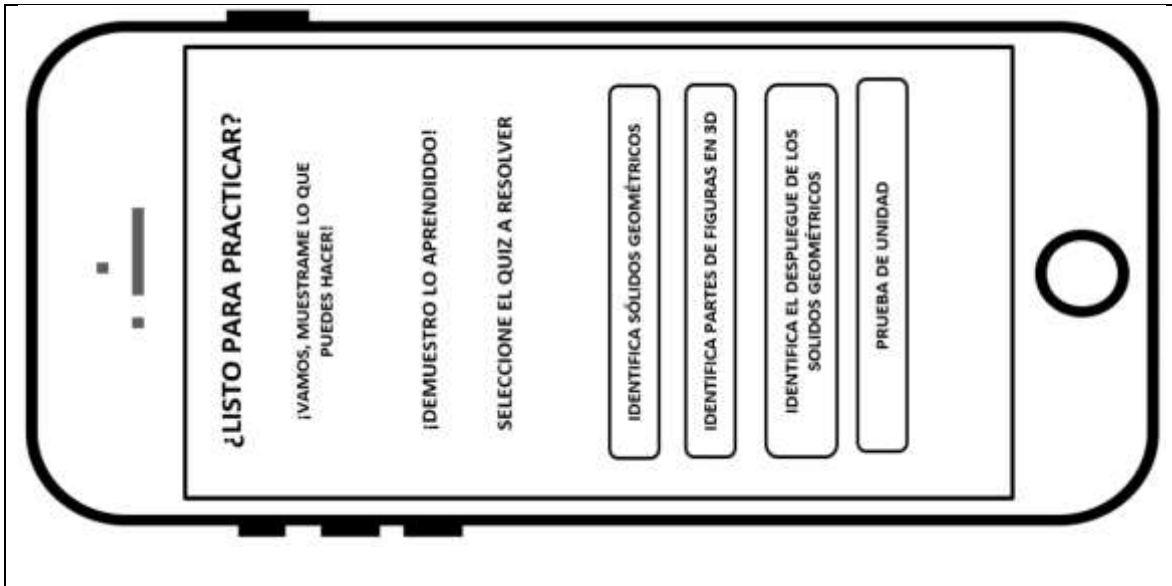 ¿LISTO PARA PRACTICAR?
¡VAMOS, MUESTRAME LO QUE
PUEDES HACER!
¡DEMUESTRO LO APRENDIDDO!
SELECCIONE EL QUIZ A RESOLVER
IDENTIFICA SÓLIDOS GEOMÉTRICOS
IDENTIFICA PARTES DE FIGURAS EN 3D
IDENTIFICA EL DESPLIEGUE DE LOS
SOLIDOS GEOMÉTRICOS
PRUEBA DE UNIDAD